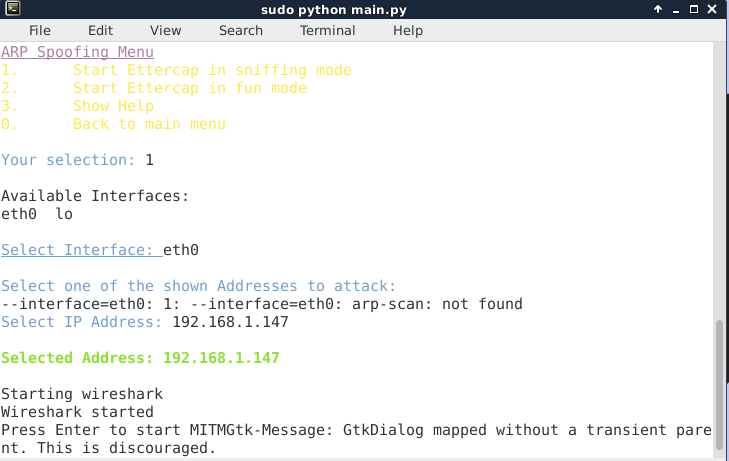 sudo python main.py
File Edit View Search Terminal Help
ARP Spoofing Menu
1. Start Ettercap in sniffing mode
2. Start Ettercap in fun mode
3. Show Help
0. Back to main menu
Your selection: 1
Available Interfaces:
eth0 lo
Select Interface: eth0
Select one of the shown Addresses to attack:
--interface=eth0: 1: --interface=eth0: arp-scan: not found
Select IP Address: 192.168.1.147
Selected Address: 192.168.1.147
Starting wireshark
Wireshark started
Press Enter to start MITMGtk-Message: GtkDialog mapped without a transient pare
nt. This is discouraged.